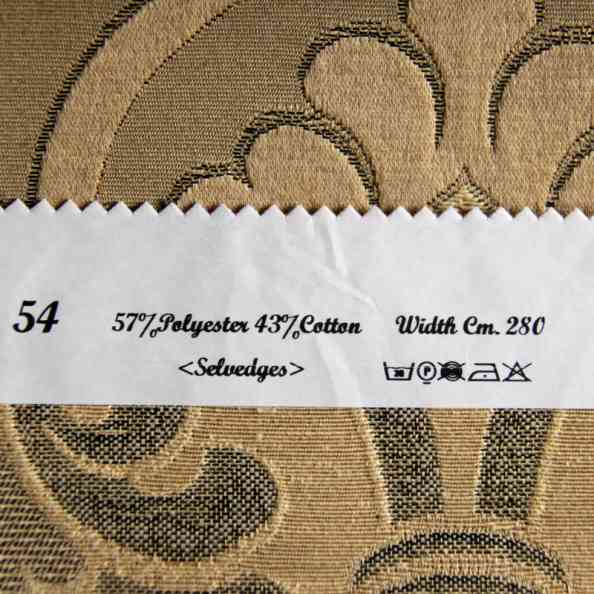 54 57%Polyester 43%Cotton Width Cm. 280
<Selvedges>